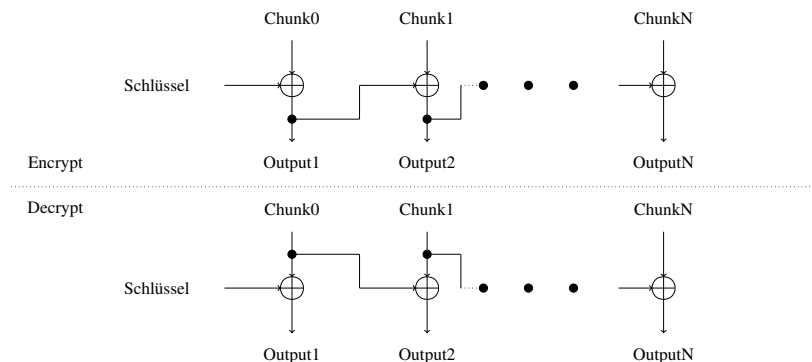 Chunk0 Chunk1 ChunkN
Schlüssel
Encrypt Output1 Output2 OutputN
Decrypt Chunk0 Chunk1 ChunkN
Schlüssel
Output1 Output2 OutputN